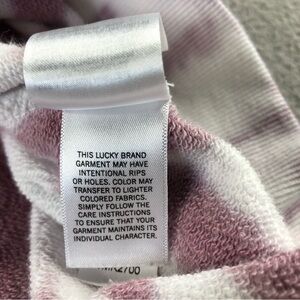 THIS LUCKY BRAND
GARMENT MAY HAVE
INTENTIONAL RIPS
OR HOLES. COLOR MAY
TRANSFER TO LIGHTER
COLORED FABRICS.
SIMPLY FOLLOW THE
CARE INSTRUCTIONS
TO ENSURE THAT YOUR
GARMENT MAINTAINS ITS
INDIVIDUAL CHARACTER.